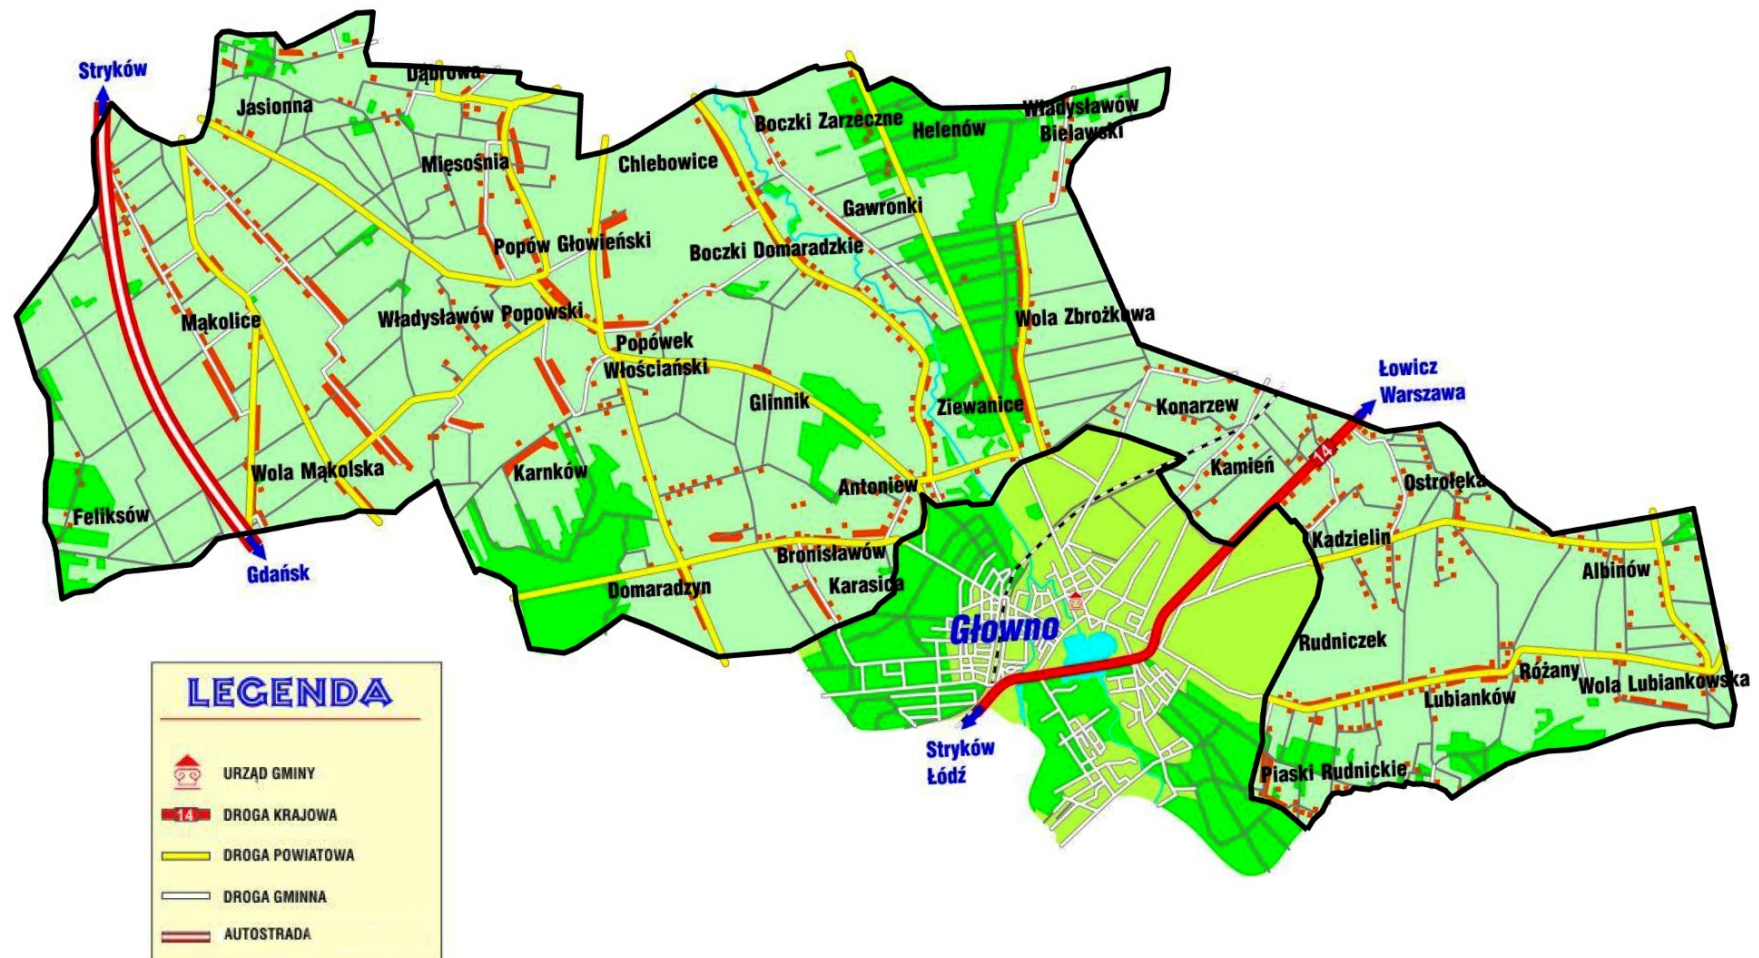 Stryków
Jasionna
Dąbrowa
Mięsośnia
Chlebowice
Boczki Zarzeczne
Helenów
Władysławów
Bielawski
Gawronki
Popów Głowieński
Boczki Domaradzkie
Mąkolice
Władysławów Popowski
Popówek
Włościański
Wola Zbrożkowa
Łowicz
Warszawa
Glinnik
Ziewanice
Konarzew
14
Wola Mąkolska
Karnków
Kamień
Antoniew
Ostrołęka
Feliksów
Gdańsk
Bronisławów
Kadzielin
Albinów
Domaradzyn
Karasica
Głowno
Rudniczek
Różany
Wola Lubiankowska
Lubianków
Stryków
Łódź
Piaski Rudnickie
LEGENDA
URZĄD GMINY
14 DROGA KRAJOWA
DROGA POWIATOWA
DROGA GMINNA
AUTOSTRADA